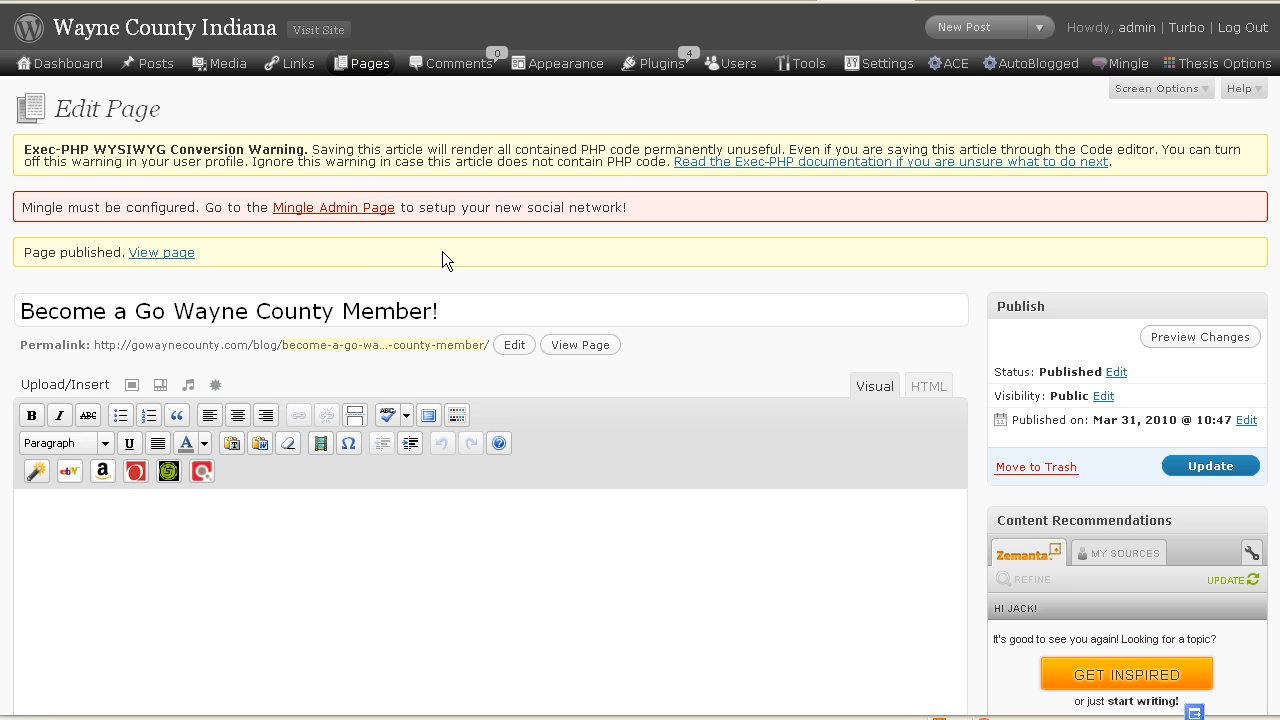 Wayne County Indiana Visit Site New Post Howdy, admin | Turbo | Log Out
Dashboard Posts Media Links Pages Comments 0 Appearance Plugins 4 Users Tools Settings ACE AutoBlogged Mingle Thesis Options
Screen Options Help
Edit Page
Exec-PHP WYSIWYG Conversion Warning. Saving this article will render all contained PHP code permanently unuseful. Even if you are saving this article through the Code editor. You can turn
off this warning in your user profile. Ignore this warning in case this article does not contain PHP code. Read the Exec-PHP documentation if you are unsure what to do next.
Mingle must be configured. Go to the Mingle Admin Page to setup your new social network!
Page published. View page
Become a Go Wayne County Member!
Permalink: http://gowaynecounty.com/blog/become-a-go-wa...-county-member/ Edit View Page
Upload/Insert Visual HTML
B I ABC ABC
Paragraph U A Ω ?
ebY a
Publish
Preview Changes
Status: Published Edit
Visibility: Public Edit
Published on: Mar 31, 2010 @ 10:47 Edit
Move to Trash Update
Content Recommendations
Zemanta MY SOURCES
REFINE UPDATE
HI JACK!
It's good to see you again! Looking for a topic?
GET INSPIRED
or just start writing!